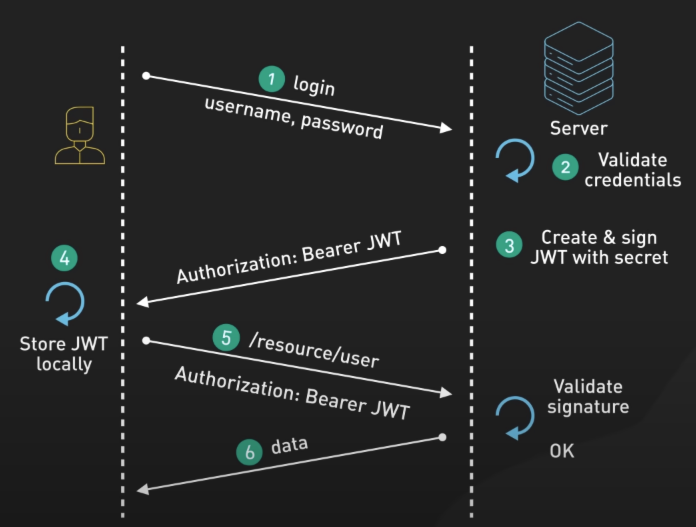 1 login
username, password
Server
2 Validate
credentials
3 Create & sign
JWT with secret
Authorization: Bearer JWT
4
Store JWT
locally
5 /resource/user
Authorization: Bearer JWT
Validate
signature
OK
6 data